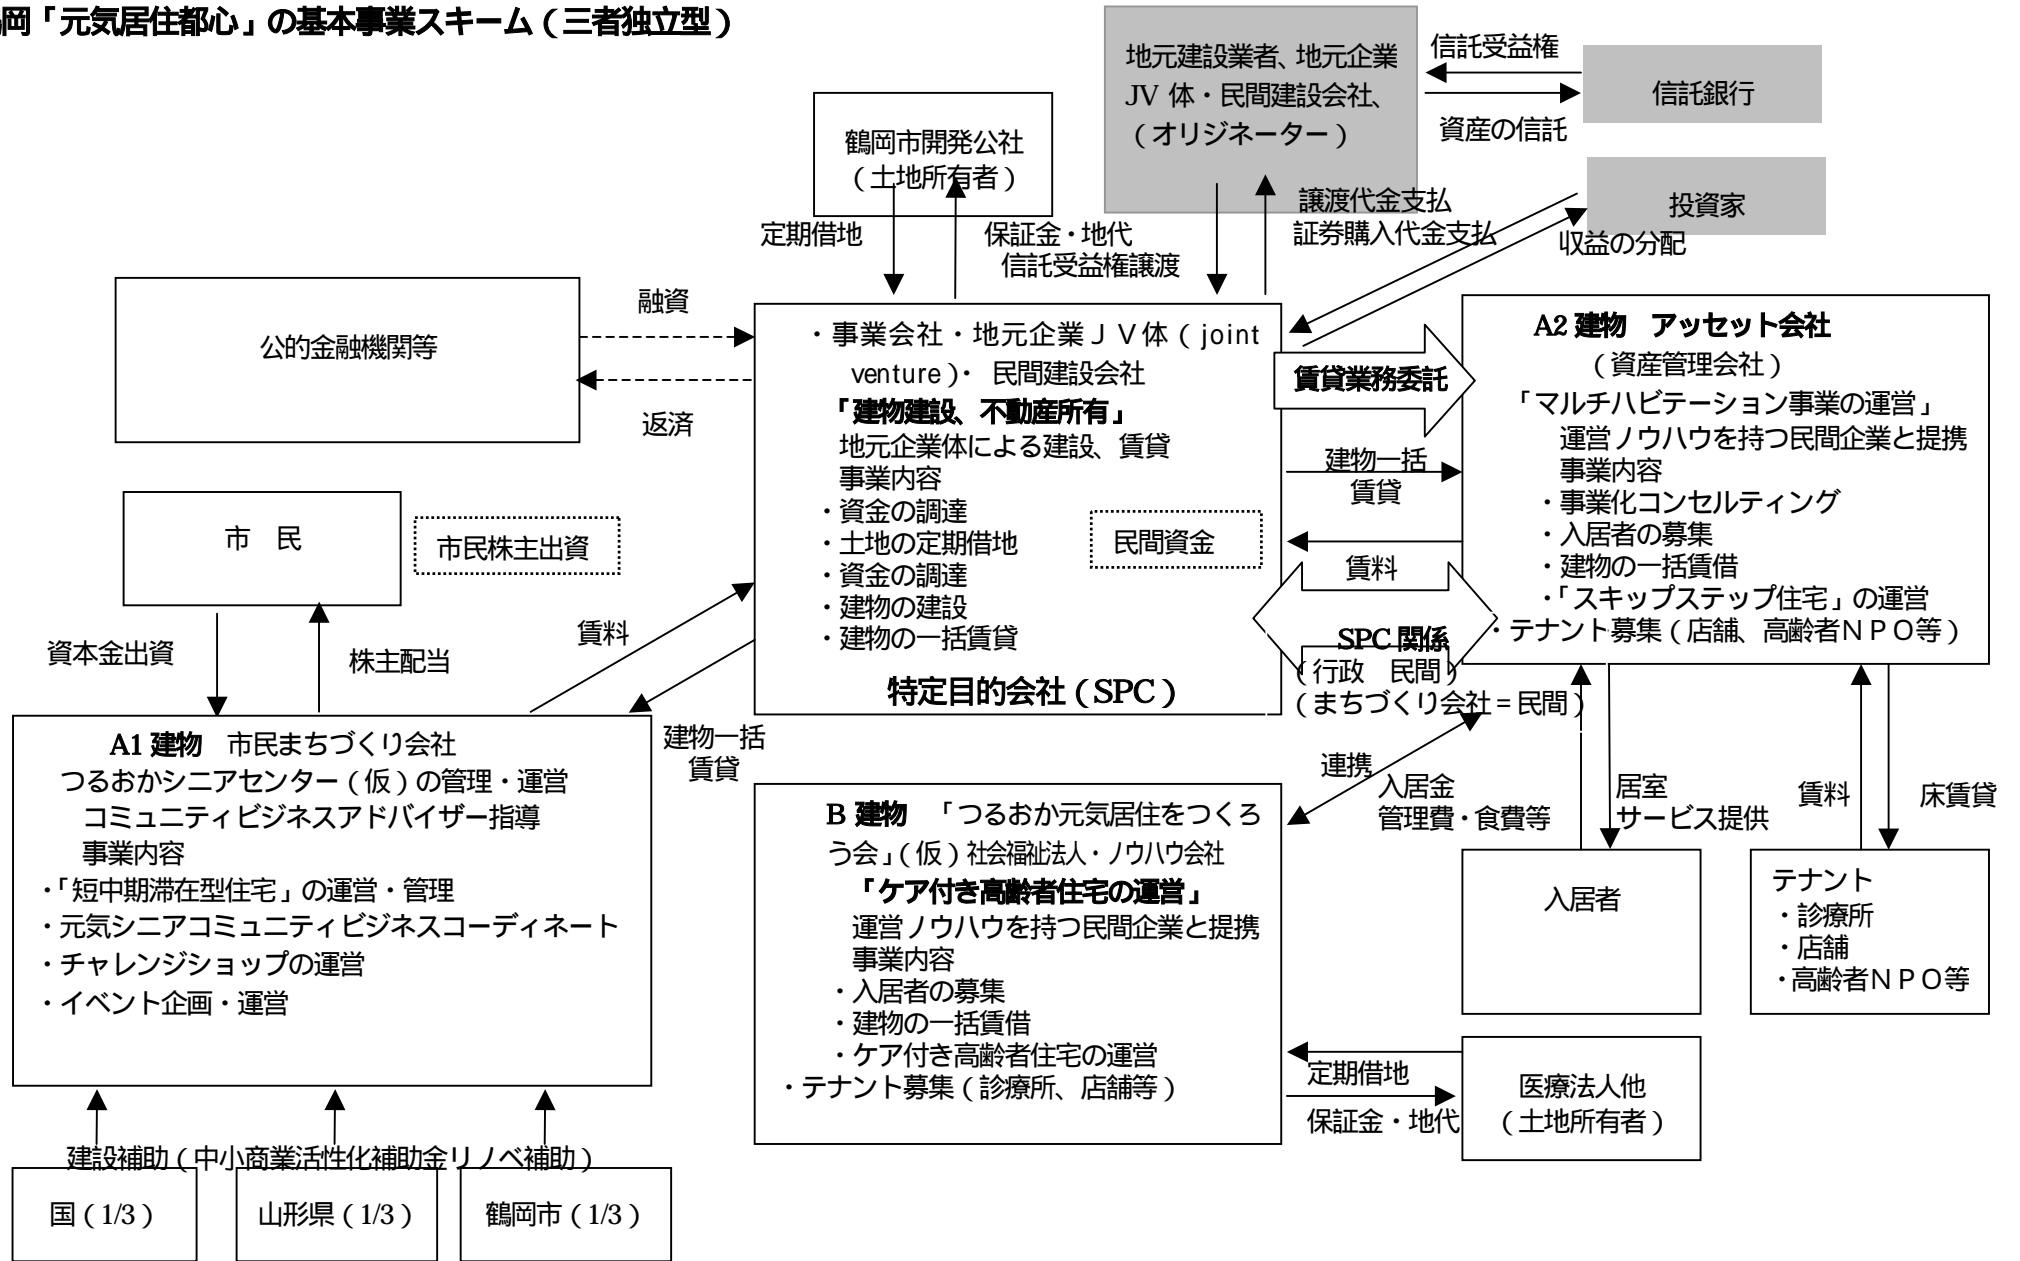 岡「元気居住都心」の基本事業スキーム（三者独立型）
地元建設業者、地元企業
JV 体・民間建設会社、
（オリジネーター）
信託受益権
信託銀行
資産の信託
鶴岡市開発公社
（土地所有者）
投資家
譲渡代金支払
証券購入代金支払
収益の分配
定期借地
保証金・地代
信託受益権譲渡
公的金融機関等
融資
返済
・事業会社・地元企業ＪＶ体（joint
venture）・ 民間建設会社
「建物建設、不動産所有」
地元企業体による建設、賃貸
事業内容
・資金の調達
・土地の定期借地
・資金の調達
・建物の建設
・建物の一括賃貸
民間資金
特定目的会社（SPC）
賃貸業務委託
建物一括
賃貸
賃料
SPC 関係
（行政　民間）
（まちづくり会社＝民間）
A2 建物　アッセット会社
（資産管理会社）
「マルチハビテーション事業の運営」
運営ノウハウを持つ民間企業と提携
事業内容
・事業化コンセルティング
・入居者の募集
・建物の一括賃借
・「スキップステップ住宅」の運営
・テナント募集（店舗、高齢者ＮＰＯ等）
市　民
市民株主出資
資本金出資
株主配当
賃料
建物一括
賃貸
A1 建物　市民まちづくり会社
つるおかシニアセンター（仮）の管理・運営
コミュニティビジネスアドバイザー指導
事業内容
・「短中期滞在型住宅」の運営・管理
・元気シニアコミュニティビジネスコーディネート
・チャレンジショップの運営
・イベント企画・運営
B 建物　「つるおか元気居住をつくろ
う会」（仮）社会福祉法人・ノウハウ会社
「ケア付き高齢者住宅の運営」
運営ノウハウを持つ民間企業と提携
事業内容
・入居者の募集
・建物の一括賃借
・ケア付き高齢者住宅の運営
・テナント募集（診療所、店舗等）
連携
入居金
管理費・食費等
居室
サービス提供
賃料
床賃貸
入居者
テナント
・診療所
・店舗
・高齢者ＮＰＯ等
定期借地
保証金・地代
医療法人他
（土地所有者）
建設補助（中小商業活性化補助金リノベ補助）
国（1/3）
山形県（1/3）
鶴岡市（1/3）